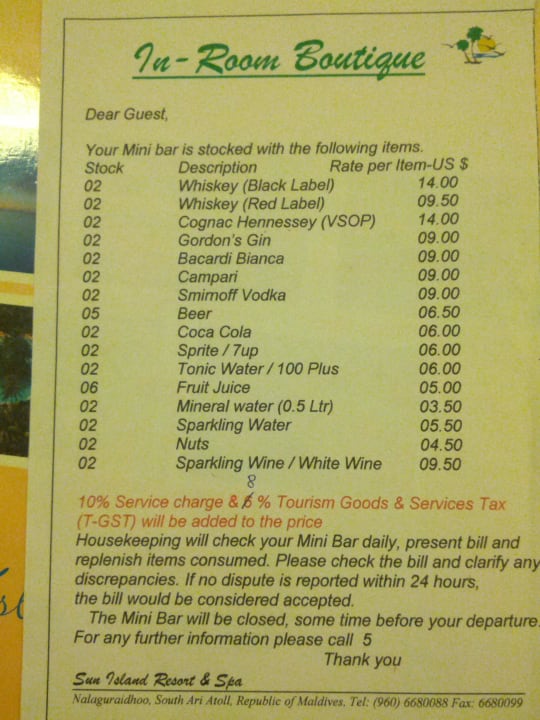 In-Room Boutique
Dear Guest,
Your Mini bar is stocked with the following items.
Stock Description Rate per Item-US $
02 Whiskey (Black Label) 14.00
02 Whiskey (Red Label) 09.50
02 Cognac Hennessey (VSOP) 14.00
02 Gordon's Gin 09.00
02 Bacardi Bianca 09.00
02 Campari 09.00
02 Smirnoff Vodka 09.00
05 Beer 06.50
02 Coca Cola 06.00
02 Sprite / 7up 06.00
02 Tonic Water / 100 Plus 06.00
06 Fruit Juice 05.00
02 Mineral water (0.5 Ltr) 03.50
02 Sparkling Water 05.50
02 Nuts 04.50
02 Sparkling Wine / White Wine 09.50
8
10% Service charge & 6 % Tourism Goods & Services Tax
(T-GST) will be added to the price
Housekeeping will check your Mini Bar daily, present bill and
replenish items consumed. Please check the bill and clarify any
discrepancies. If no dispute is reported within 24 hours,
the bill would be considered accepted.
The Mini Bar will be closed, some time before your departure.
For any further information please call 5
Thank you
Sun Island Resort & Spa
Nalaguraidhoo, South Ari Atoll, Republic of Maldives. Tel: (960) 6680088 Fax: 6680099